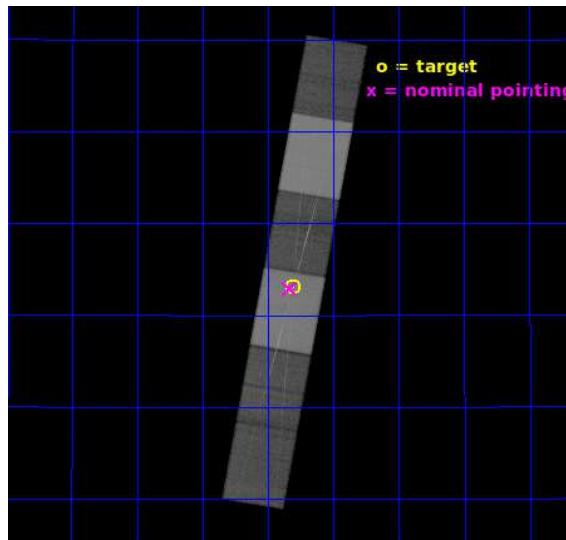 o = target
x = nominal pointing